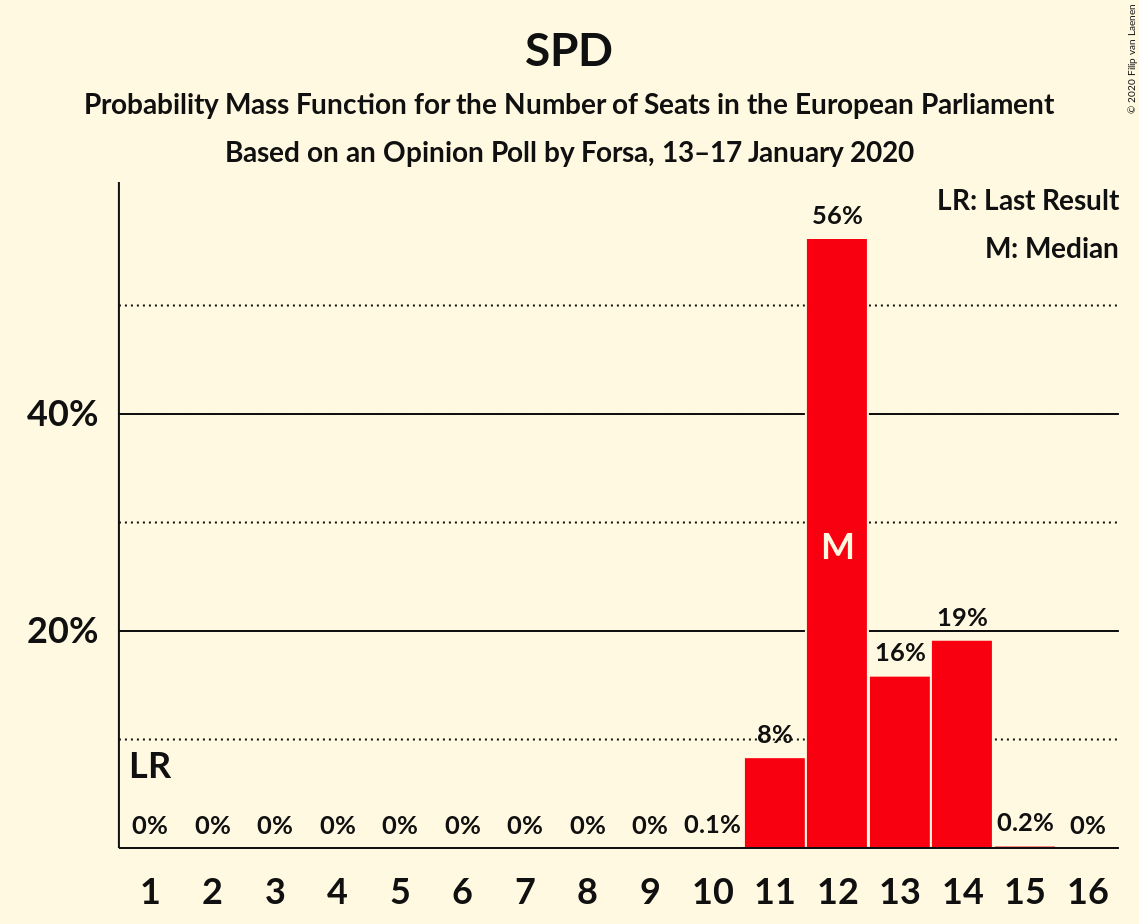 SPD
Probability Mass Function for the Number of Seats in the European Parliament
Based on an Opinion Poll by Forsa, 13–17 January 2020
© 2020 Filip van Laenen
LR: Last Result
M: Median
56%
40%
M
20%
19%
16%
8%
LR
0% 0% 0% 0% 0% 0% 0% 0% 0% 0.1% 0.2% 0%
1 2 3 4 5 6 7 8 9 10 11 12 13 14 15 16